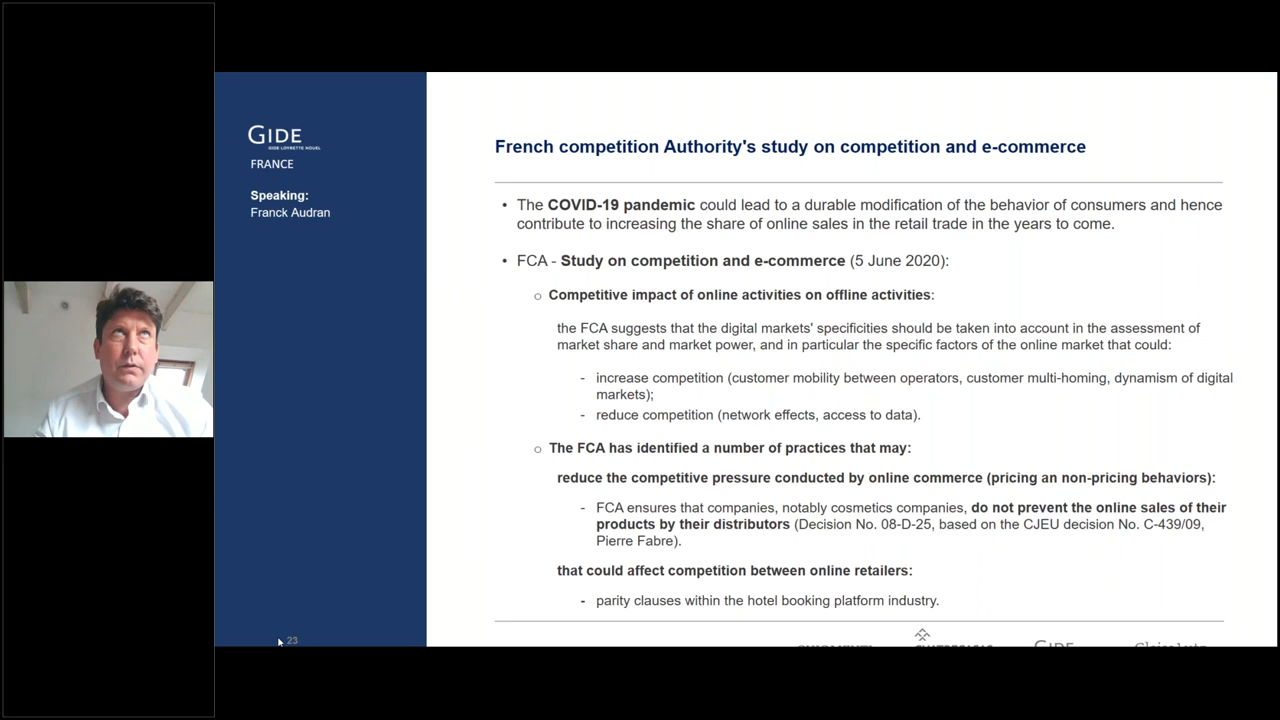 GIDE
GIDE LOYRETTE NOUEL
FRANCE
Speaking:
Franck Audran
French competition Authority's study on competition and e-commerce
• The COVID-19 pandemic could lead to a durable modification of the behavior of consumers and hence
contribute to increasing the share of online sales in the retail trade in the years to come.
• FCA - Study on competition and e-commerce (5 June 2020):
o Competitive impact of online activities on offline activities:
the FCA suggests that the digital markets' specificities should be taken into account in the assessment of
market share and market power, and in particular the specific factors of the online market that could:
- increase competition (customer mobility between operators, customer multi-homing, dynamism of digital
markets);
- reduce competition (network effects, access to data).
o The FCA has identified a number of practices that may:
reduce the competitive pressure conducted by online commerce (pricing an non-pricing behaviors):
- FCA ensures that companies, notably cosmetics companies, do not prevent the online sales of their
products by their distributors (Decision No. 08-D-25, based on the CJEU decision No. C-439/09,
Pierre Fabre).
that could affect competition between online retailers:
- parity clauses within the hotel booking platform industry.
23
GIDE